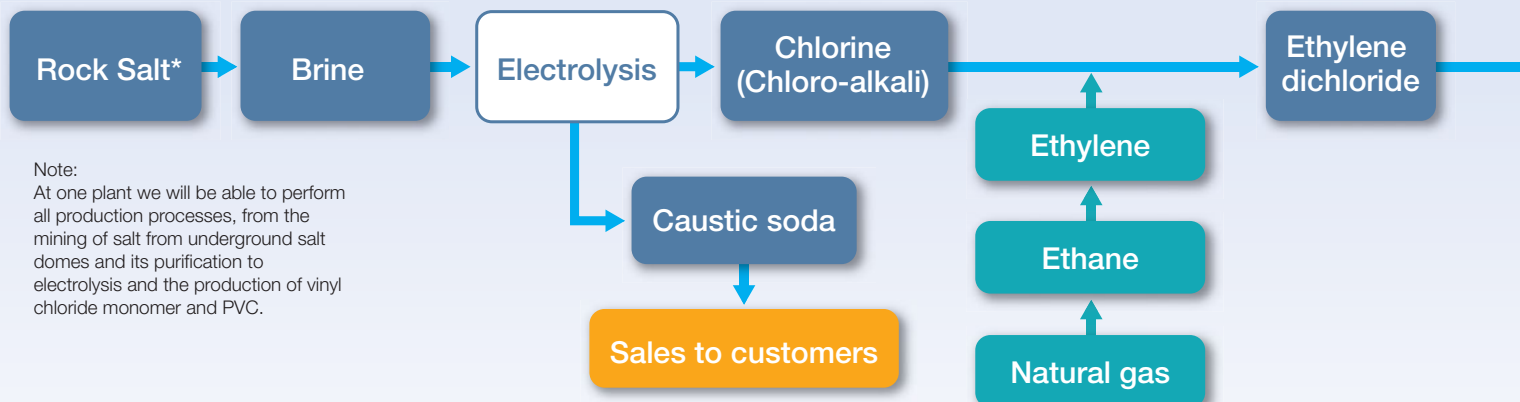 Rock Salt*
Brine
Electrolysis
Chlorine
(Chloro-alkali)
Ethylene
dichloride
Ethylene
Note:
At one plant we will be able to perform
all production processes, from the
mining of salt from underground salt
domes and its purification to
electrolysis and the production of vinyl
chloride monomer and PVC.
Caustic soda
Ethane
Sales to customers
Natural gas